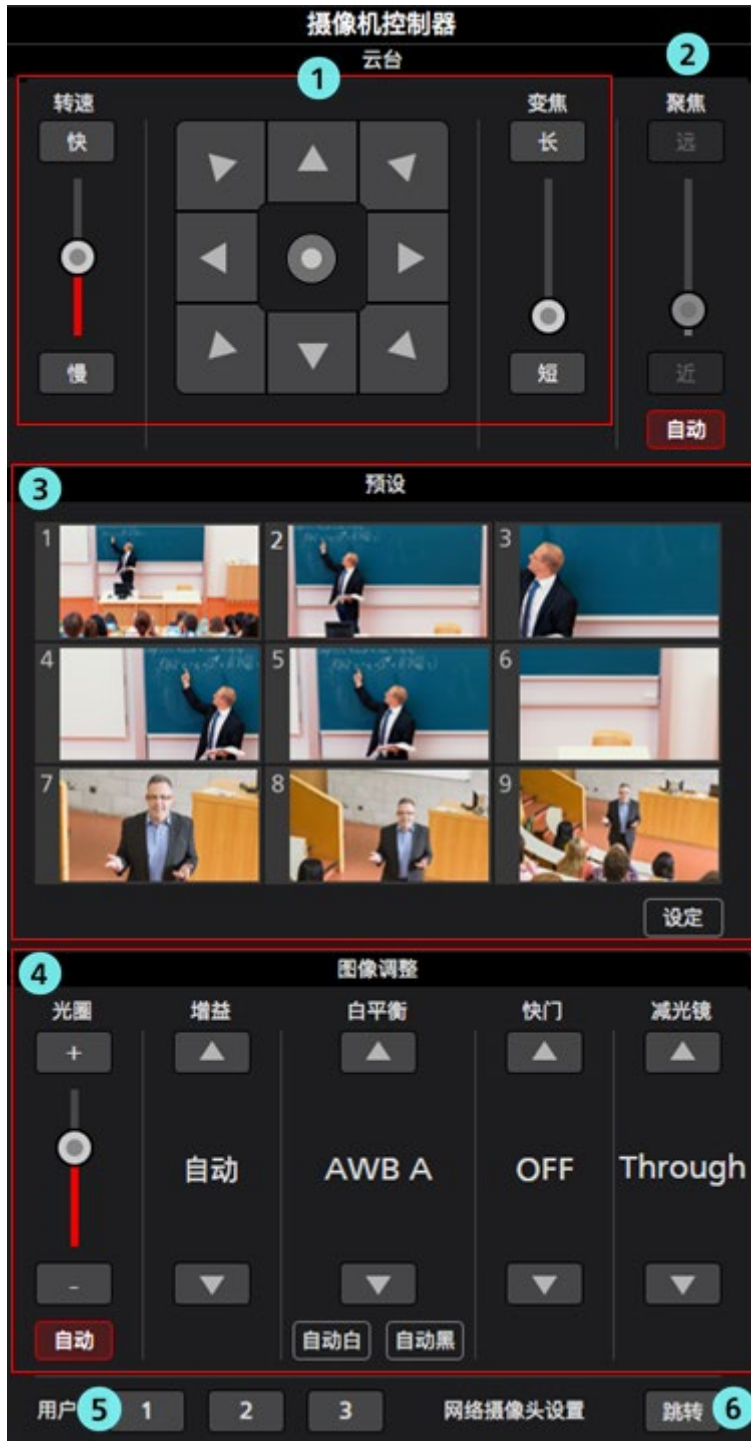 摄像机控制器
云台
1
2
转速
变焦
聚焦
快
长
远
慢
短
近
自动
3
预设
1
2
3
4
5
6
7
8
9
设定
4
图像调整
光圈
增益
白平衡
快门
减光镜
+
自动
AWB A
OFF
Through
-
自动
自动白
自动黑
用户 5 1 2 3 网络摄像头设置 跳转 6